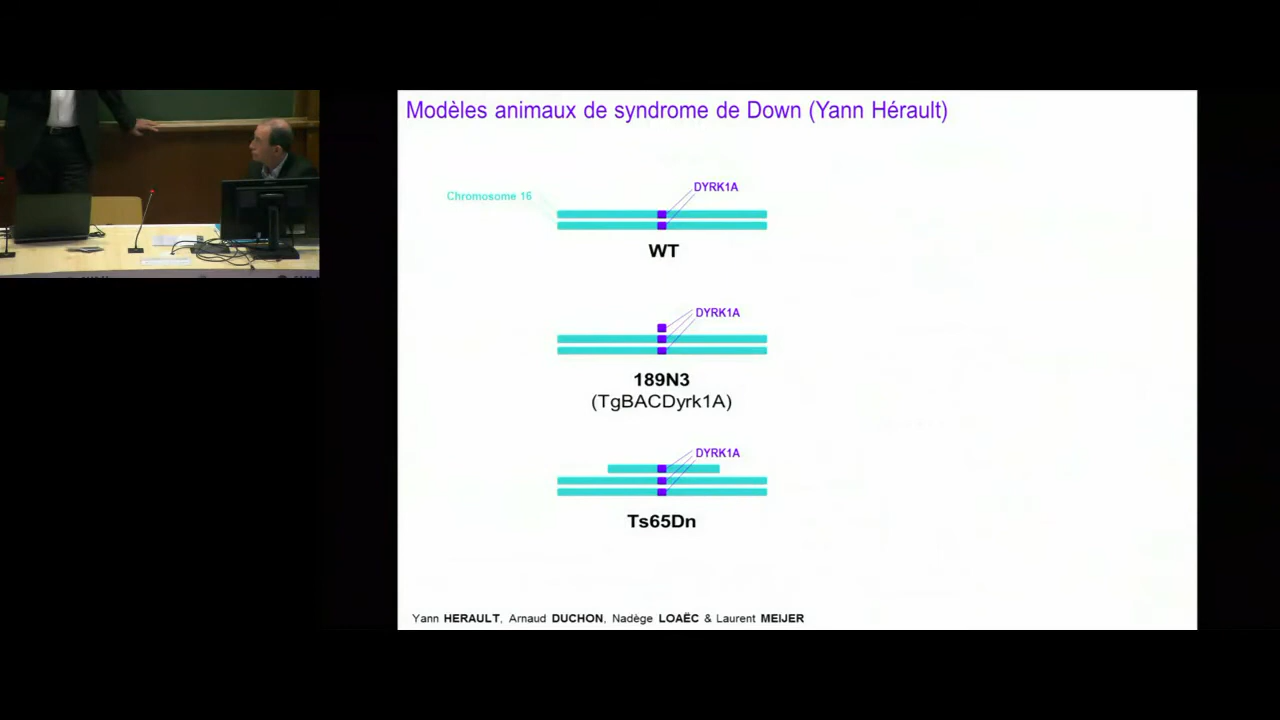 Modèles animaux de syndrome de Down (Yann Hérault)
Chromosome 16
DYRK1A
WT
DYRK1A
189N3
(TgBACDyrk1A)
DYRK1A
Ts65Dn
Yann HERAULT, Arnaud DUCHON, Nadège LOAËC & Laurent MEIJER